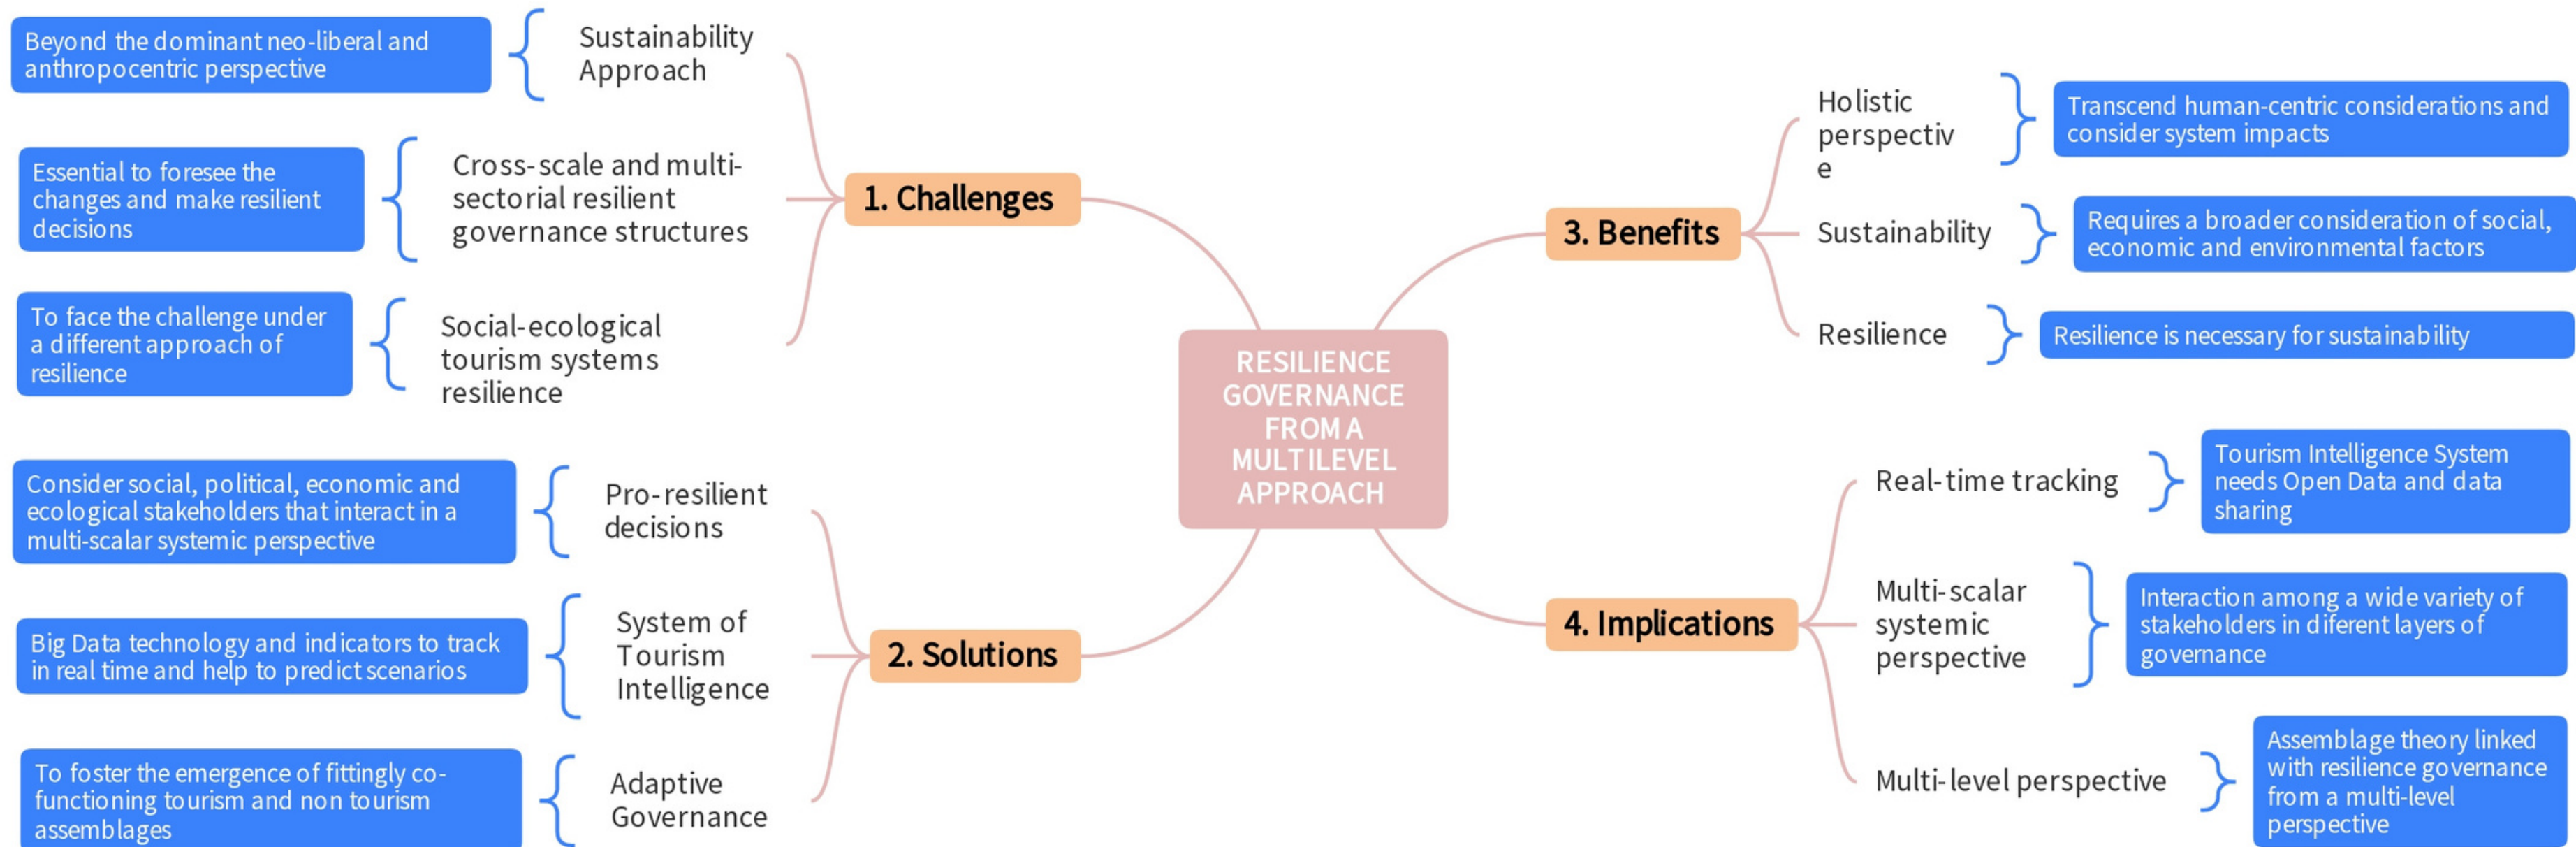 Beyond the dominant neo-liberal and
anthropocentric perspective
Sustainability
Approach
Essential to foresee the
changes and make resilient
decisions
Cross-scale and multi-
sectorial resilient
governance structures
To face the challenge under
a different approach of
resilience
Social-ecological
tourism systems
resilience
1. Challenges
Consider social, political, economic and
ecological stakeholders that interact in a
multi-scalar systemic perspective
Pro-resilient
decisions
Big Data technology and indicators to track
in real time and help to predict scenarios
System of
Tourism
Intelligence
To foster the emergence of fittingly co-
functioning tourism and non tourism
assemblages
Adaptive
Governance
2. Solutions
RESILIENCE
GOVERNANCE
FROM A
MULTILEVEL
APPROACH
3. Benefits
Holistic
perspectiv
e
Transcend human-centric considerations and
consider system impacts
Sustainability
Requires a broader consideration of social,
economic and environmental factors
Resilience
Resilience is necessary for sustainability
4. Implications
Real-time tracking
Tourism Intelligence System
needs Open Data and data
sharing
Multi-scalar
systemic
perspective
Interaction among a wide variety of
stakeholders in diferent layers of
governance
Multi-level perspective
Assemblage theory linked
with resilience governance
from a multi-level
perspective